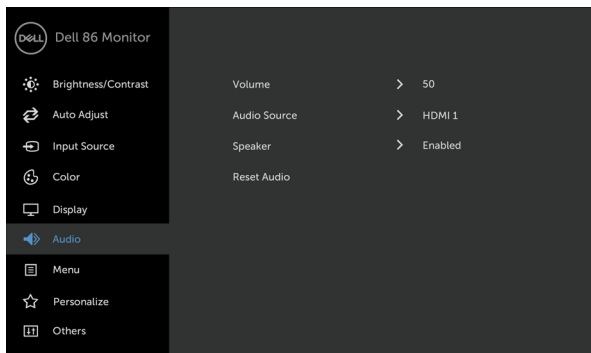 DELL Dell 86 Monitor
Brightness/Contrast
Auto Adjust
Input Source
Color
Display
Audio
Menu
Personalize
Others
Volume 50
Audio Source HDMI 1
Speaker Enabled
Reset Audio